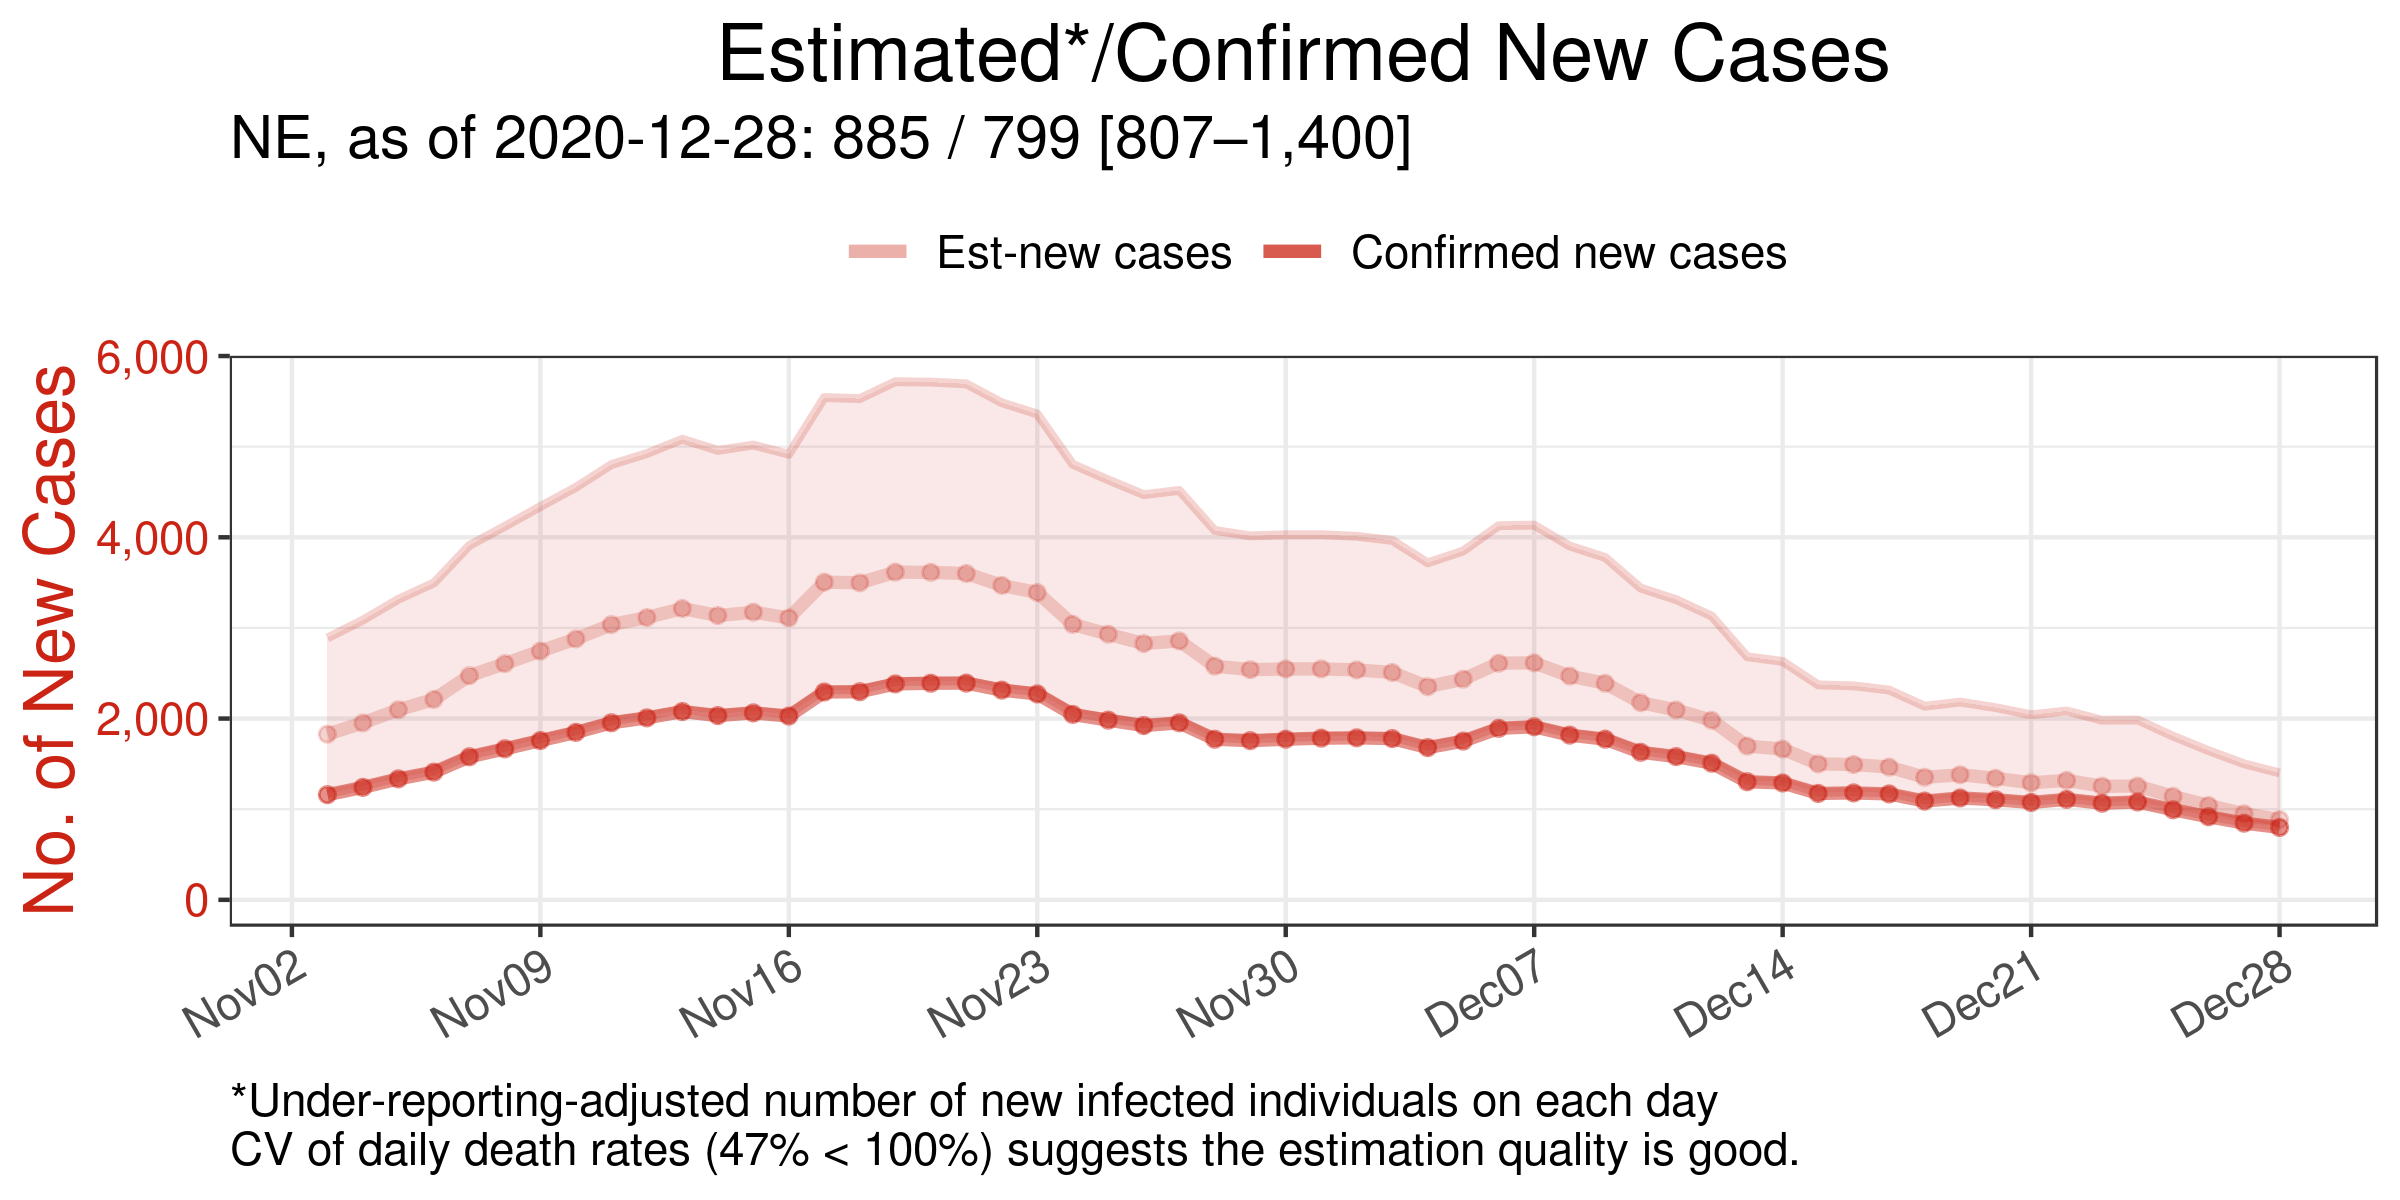 Estimated*/Confirmed New Cases
NE, as of 2020-12-28: 885 / 799 [807–1,400]
Est-new cases Confirmed new cases
No. of New Cases
6,000
4,000
2,000
0
Nov02 Nov09 Nov16 Nov23 Nov30 Dec07 Dec14 Dec21 Dec28
*Under-reporting-adjusted number of new infected individuals on each day
CV of daily death rates (47% < 100%) suggests the estimation quality is good.